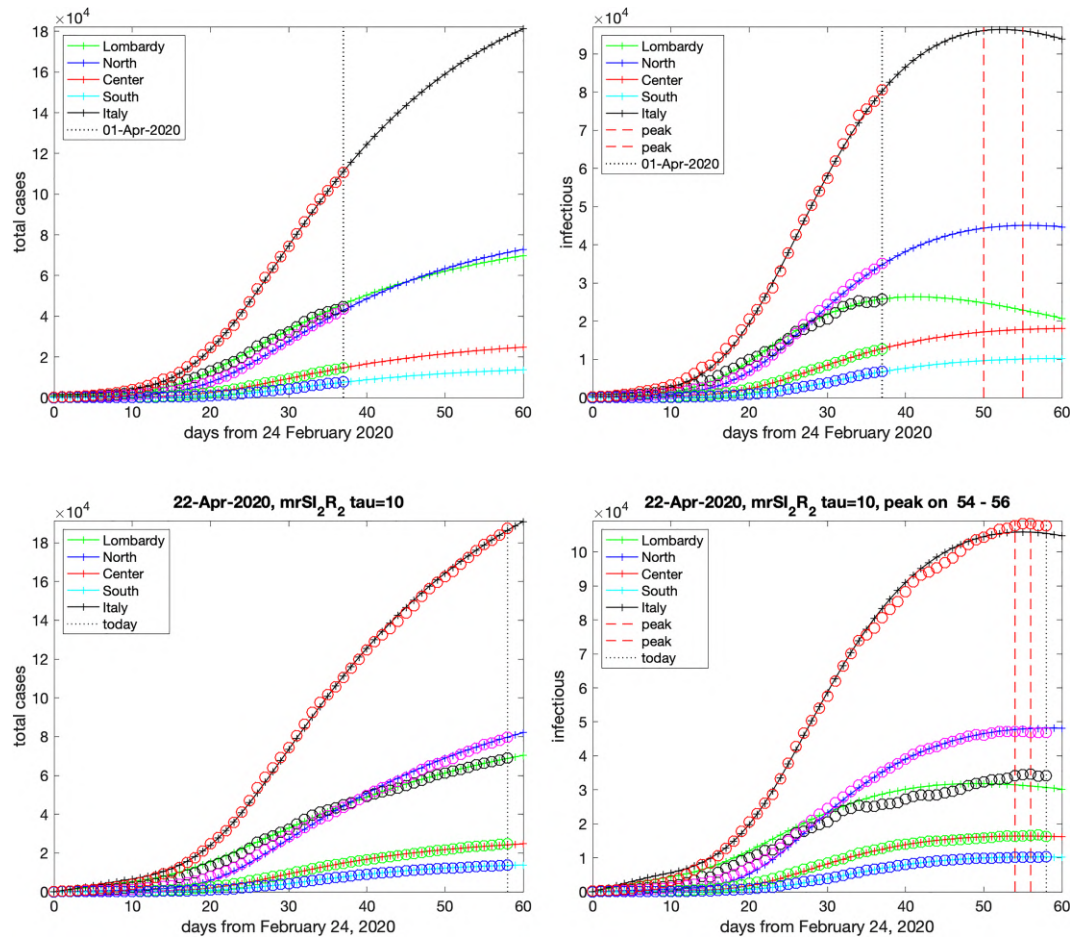 ×10⁴
18
16
14
12
10
8
6
4
2
0
total cases
Lombardy
North
Center
South
Italy
01-Apr-2020
0 10 20 30 40 50 60
days from 24 February 2020
×10⁴
9
8
7
6
5
4
3
2
1
0
infectious
Lombardy
North
Center
South
Italy
peak
peak
01-Apr-2020
0 10 20 30 40 50 60
days from 24 February 2020
22-Apr-2020, mrSI₂R₂ tau=10
×10⁴
18
16
14
12
10
8
6
4
2
0
total cases
Lombardy
North
Center
South
Italy
today
0 10 20 30 40 50 60
days from February 24, 2020
22-Apr-2020, mrSI₂R₂ tau=10, peak on 54 - 56
×10⁴
10
8
6
4
2
0
infectious
Lombardy
North
Center
South
Italy
peak
peak
today
0 10 20 30 40 50 60
days from February 24, 2020